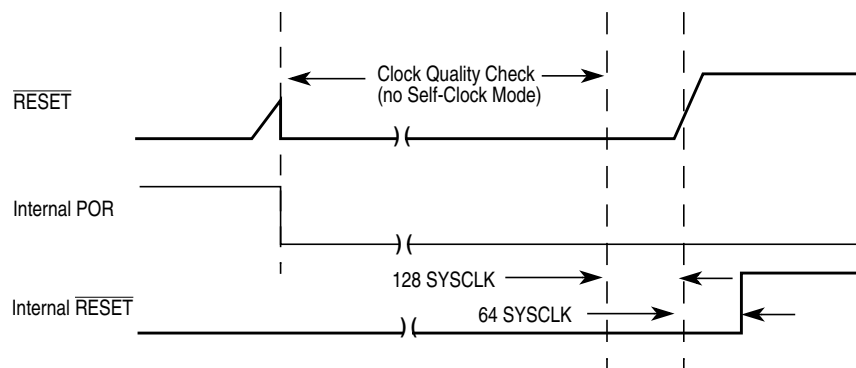 RESET
Clock Quality Check
(no Self-Clock Mode)
Internal POR
128 SYSCLK
Internal RESET
64 SYSCLK